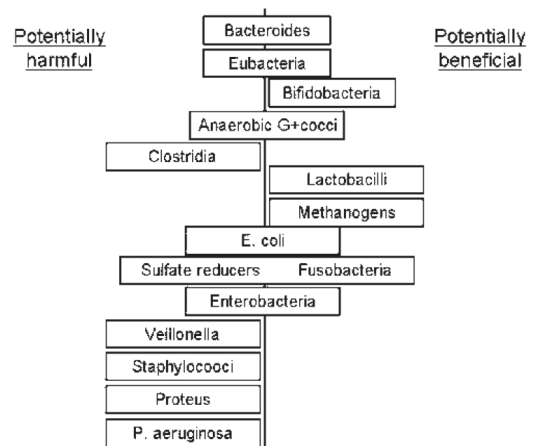 Potentially
harmful
Potentially
beneficial
Bacteroides
Eubacteria
Bifidobacteria
Anaerobic G+cocci
Clostridia
Lactobacilli
Methanogens
E. coli
Sulfate reducers Fusobacteria
Enterobacteria
Veillonella
Staphylocooci
Proteus
P. aeruginosa